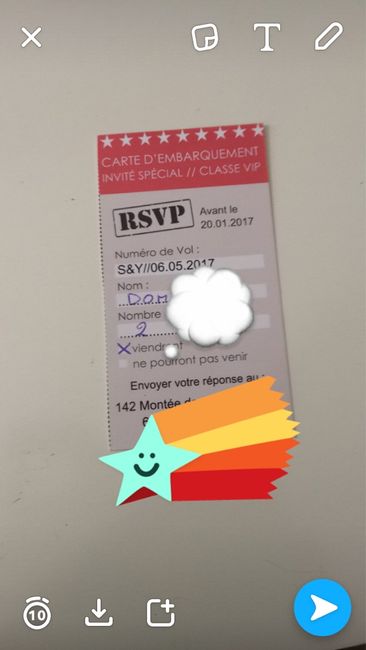 CARTE D'EMBARQUEMENT
INVITÉ SPÉCIAL // CLASSE VIP
RSVP
Avant le
20.01.2017
Numéro de Vol :
S&Y//06.05.2017
Nom :
Nombre
2
X viendront
ne pourront pas venir
Envoyer votre réponse au
142 Montée
10